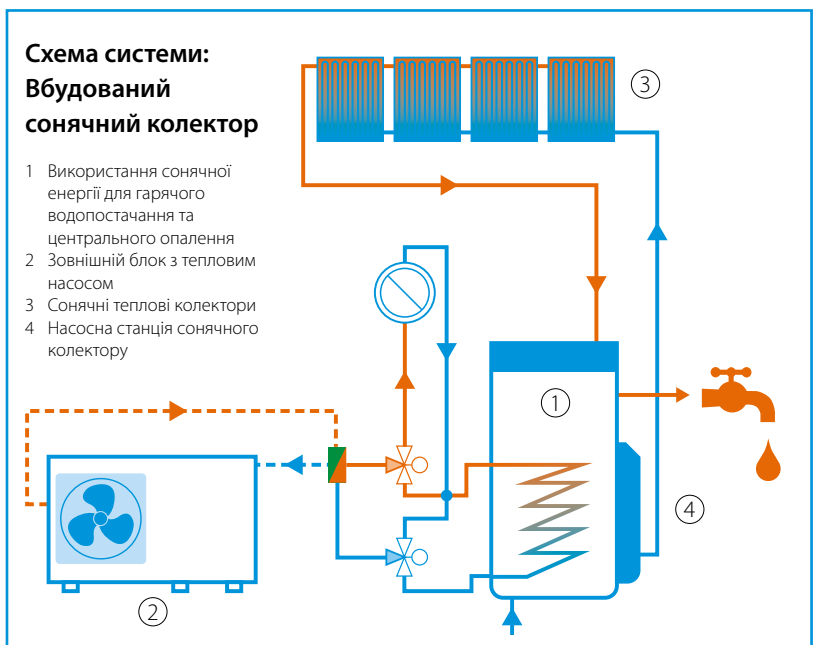 Схема системи:
Вбудований
сонячний колектор
1 Використання сонячної
енергії для гарячого
водопостачання та
центрального опалення
2 Зовнішній блок з тепловим
насосом
3 Сонячні теплові колектори
4 Насосна станція сонячного
колектору
3
1
4
2